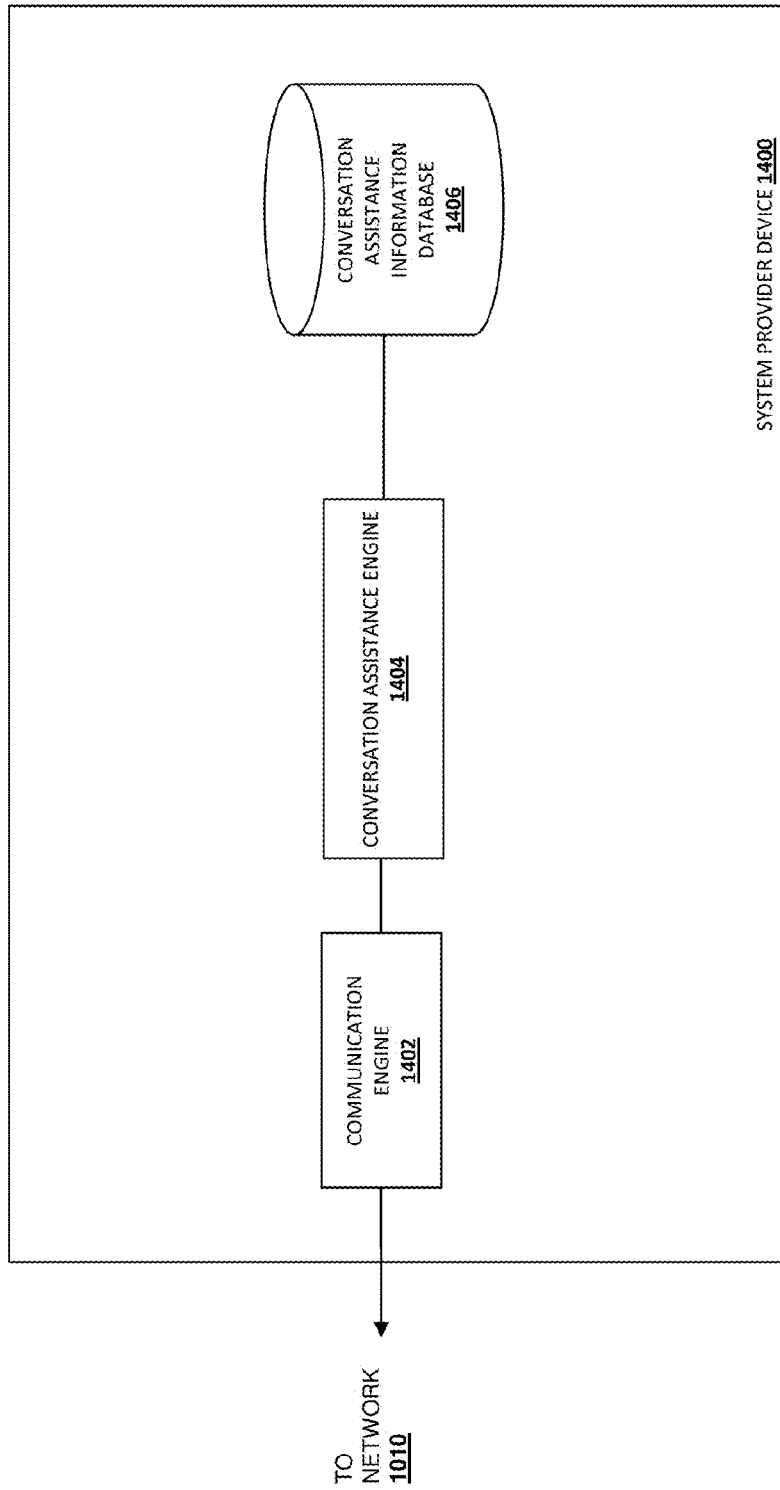 TO
NETWORK
1010
COMMUNICATION
ENGINE
1402
CONVERSATION ASSISTANCE ENGINE
1404
CONVERSATION
ASSISTANCE
INFORMATION
DATABASE
1406
SYSTEM PROVIDER DEVICE 1400